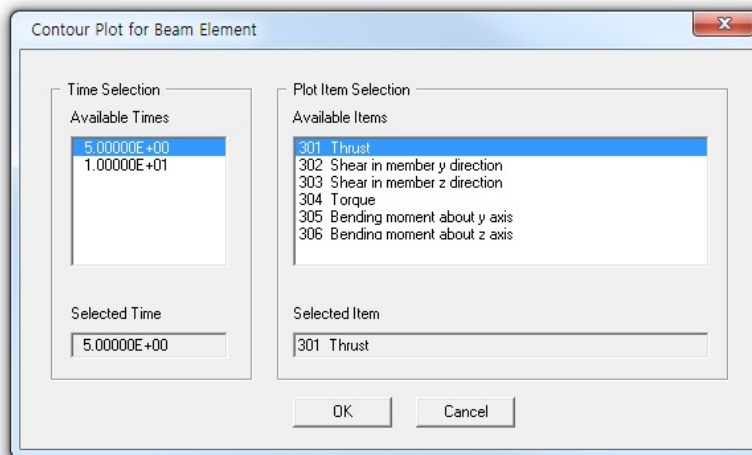 Contour Plot for Beam Element
Time Selection
Available Times
5.00000E+00
1.00000E+01
Selected Time
5.00000E+00
Plot Item Selection
Available Items
301 Thrust
302 Shear in member y direction
303 Shear in member z direction
304 Torque
305 Bending moment about y axis
306 Bending moment about z axis
Selected Item
301 Thrust
OK
Cancel